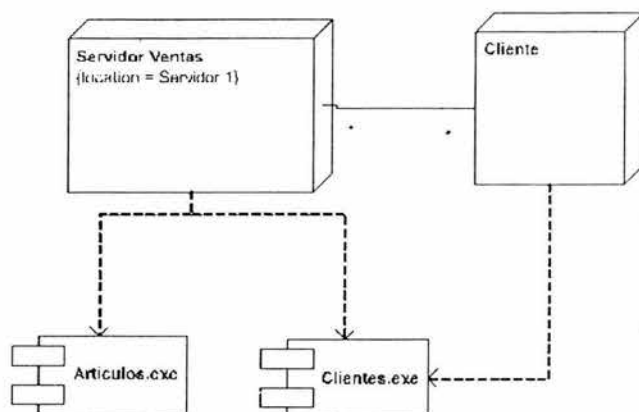 Servidor Ventas
{location = Servidor 1}
Cliente
Articulos.exe
Clientes.exe